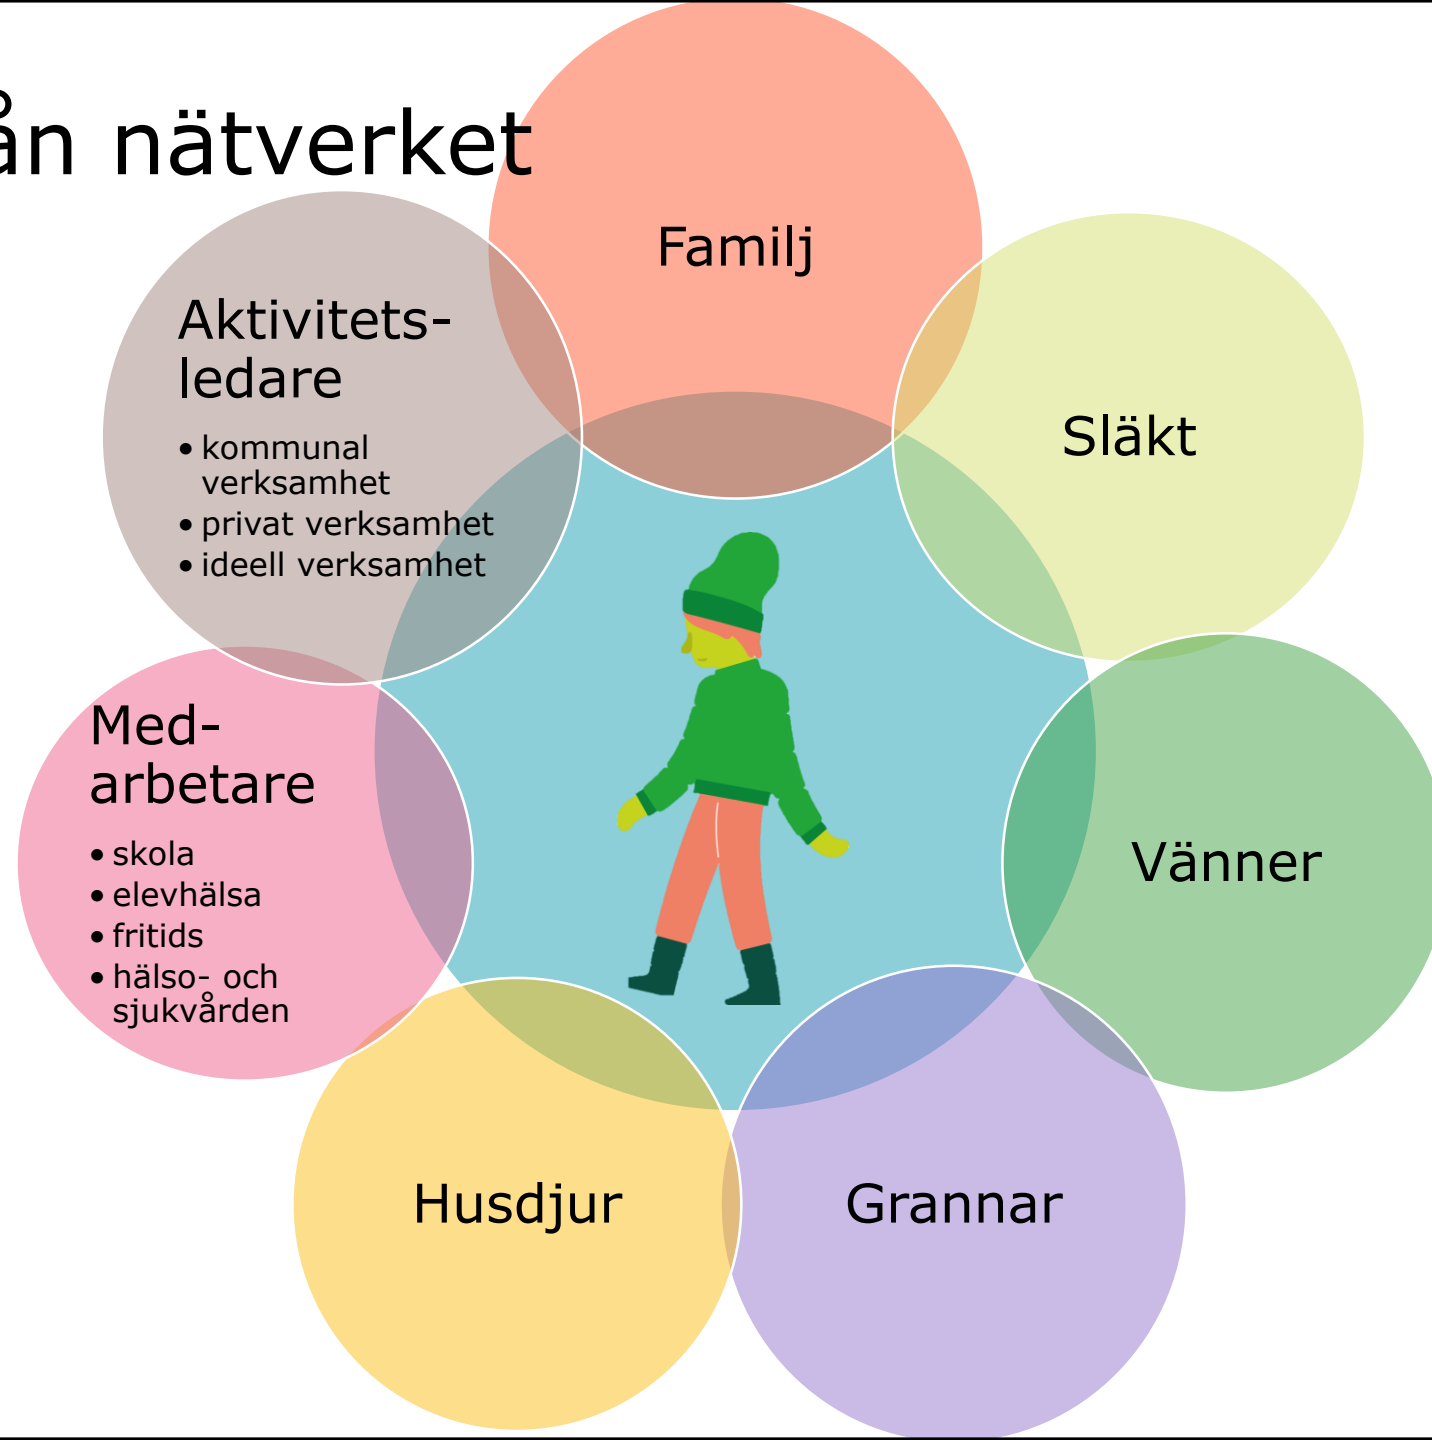 ån nätverket
Familj
Aktivitets-
ledare
• kommunal
verksamhet
• privat verksamhet
• ideell verksamhet
Släkt
Med-
arbetare
• skola
• elevhälsa
• fritids
• hälso- och
sjukvården
Vänner
Husdjur
Grannar